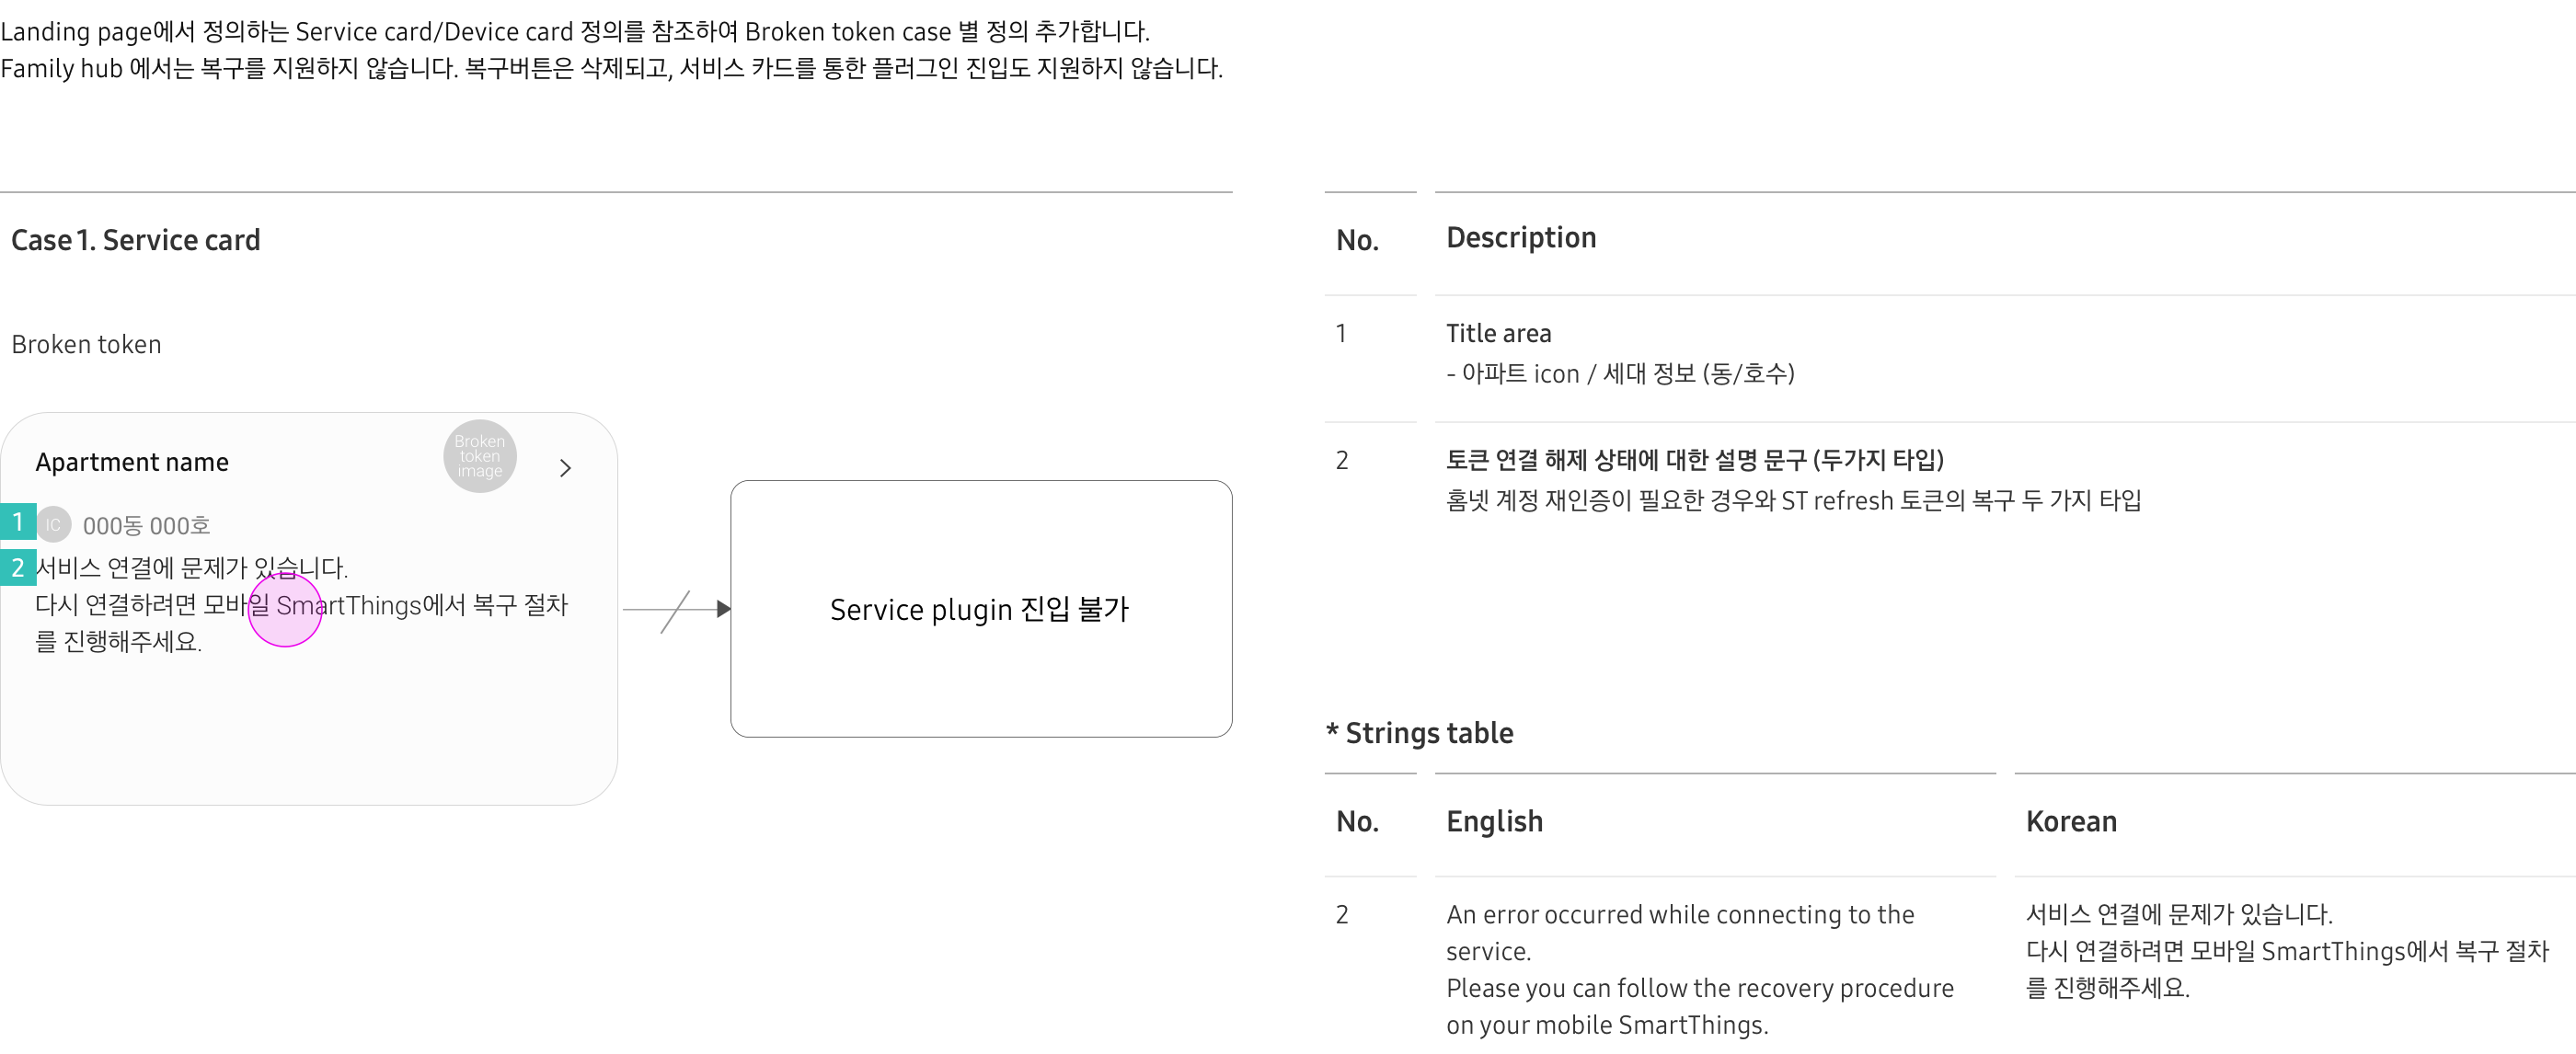 Landing page에서 정의하는 Service card/Device card 정의를 참조하여 Broken token case 별 정의 추가합니다.
Family hub 에서는 복구를 지원하지 않습니다. 복구버튼은 삭제되고, 서비스 카드를 통한 플러그인 진입도 지원하지 않습니다.
Case 1. Service card
Broken token
Apartment name
Broken
token
image
1
IC
000동 000호
2
서비스 연결에 문제가 있습니다.
다시 연결하려면 모바일 SmartThings에서 복구 절차
를 진행해주세요.
Service plugin 진입 불가
No.
Description
1
Title area
- 아파트 icon / 세대 정보 (동/호수)
2
토큰 연결 해제 상태에 대한 설명 문구 (두가지 타입)
홈넷 계정 재인증이 필요한 경우와 ST refresh 토큰의 복구 두 가지 타입
* Strings table
No.
English
Korean
2
An error occurred while connecting to the
service.
Please you can follow the recovery procedure
on your mobile SmartThings.
서비스 연결에 문제가 있습니다.
다시 연결하려면 모바일 SmartThings에서 복구 절차
를 진행해주세요.